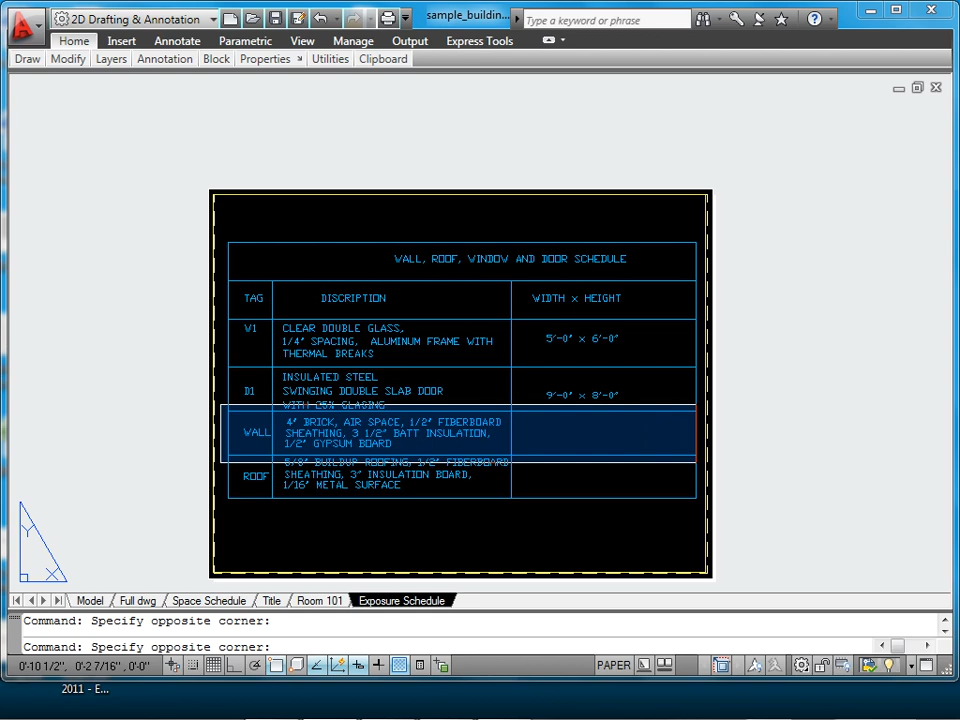 2D Drafting & Annotation
sample_buildin...
Type a keyword or phrase
Home Insert Annotate Parametric View Manage Output Express Tools
Draw Modify Layers Annotation Block Properties Utilities Clipboard
WALL, ROOF, WINDOW AND DOOR SCHEDULE
TAG DISCRIPTION WIDTH x HEIGHT
W1 CLEAR DOUBLE GLASS,
1/4" SPACING, ALUMINUM FRAME WITH
THERMAL BREAKS
5'-0" x 6'-0"
D1 INSULATED STEEL
SWINGING DOUBLE SLAB DOOR
WITH 25% GLASING
9'-0" x 8'-0"
WALL 4" BRICK, AIR SPACE, 1/2" FIBERBOARD
SHEATHING, 3 1/2" BATT INSULATION,
1/2" GYPSUM BOARD
ROOF 5/8" BUILDUP ROOFING, 1/2" FIBERBOARD
SHEATHING, 3" INSULATION BOARD,
1/16" METAL SURFACE
Y
X
Model Full dwg Space Schedule Title Room 101 Exposure Schedule
Command: Specify opposite corner:
Command: Specify opposite corner:
0'-10 1/2", 0'-2 7/16" , 0'-0" PAPER
2011 - E...